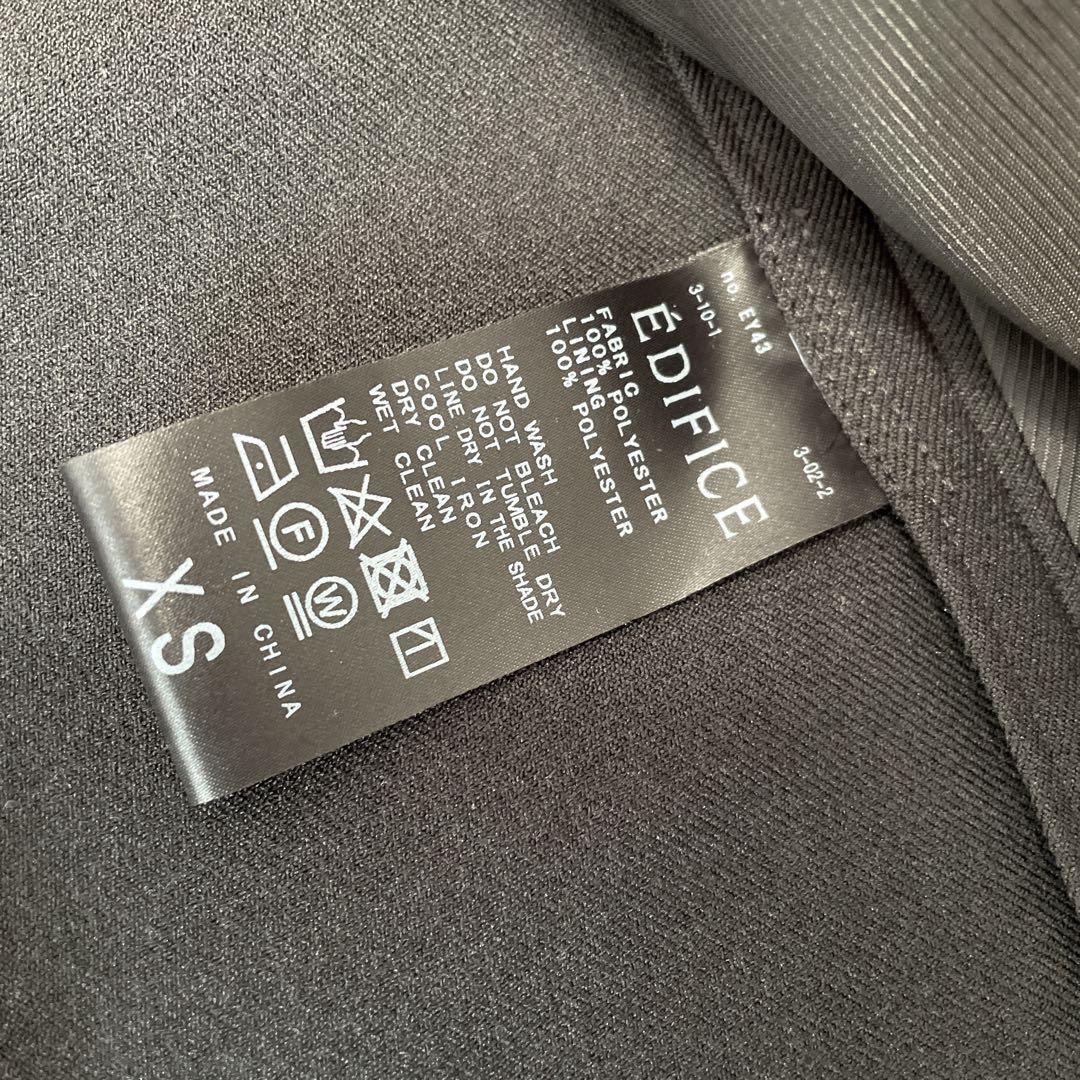 no. EY43
3-10-1
3-02-2
ÉDIFICE
FABRIC
100% POLYESTER
LINING
100% POLYESTER
HAND WASH
DO NOT BLEACH
DO NOT TUMBLE DRY
LINE DRY IN THE SHADE
COOL IRON
DRY CLEAN
WET CLEAN
F
W
MADE IN CHINA
XS